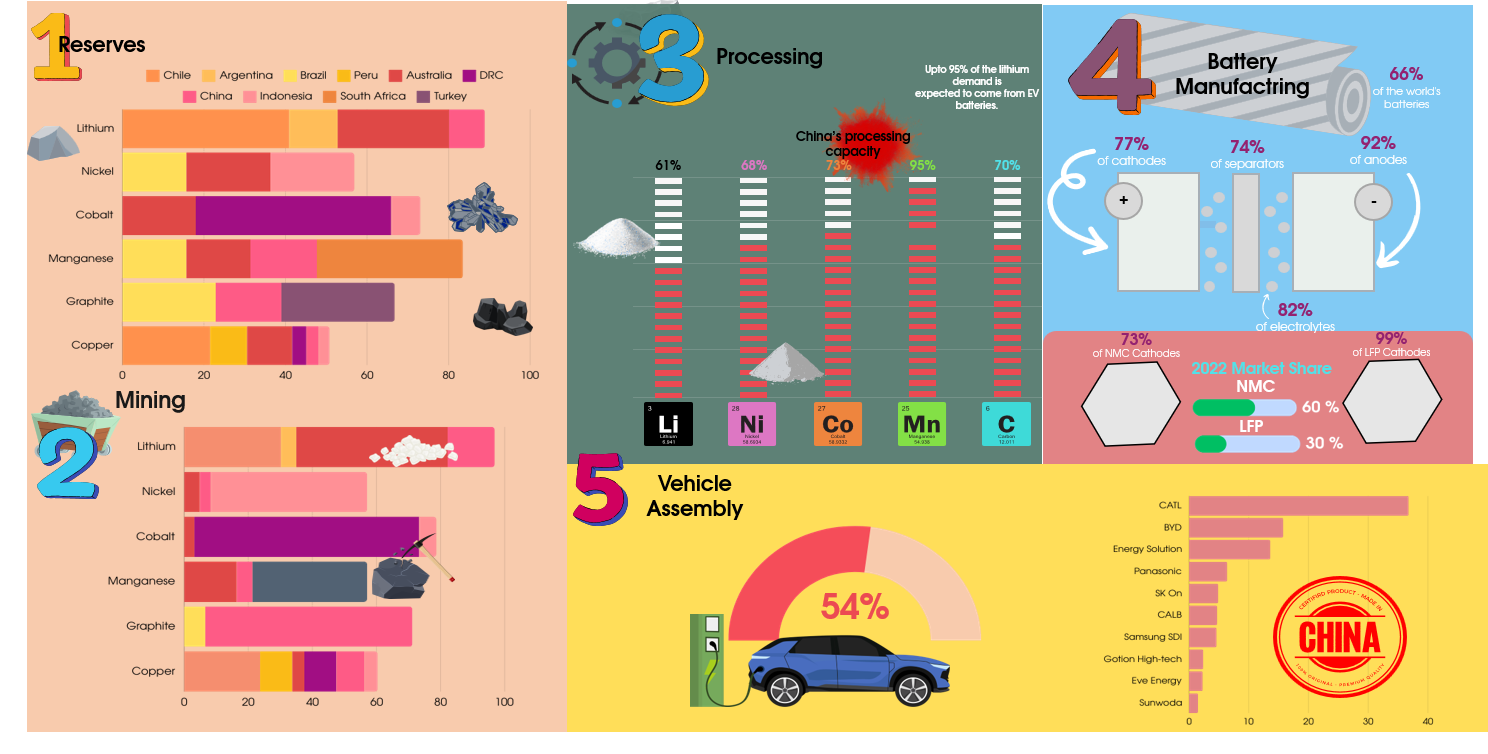 1
Reserves
Chile Argentina Brazil Peru Australia DRC
China Indonesia South Africa Turkey
Lithium
Nickel
Cobalt
Manganese
Graphite
Copper
0 20 40 60 80 100
2
Mining
Lithium
Nickel
Cobalt
Manganese
Graphite
Copper
0 20 40 60 80 100
3
Processing
Upto 95% of the lithium
demand is
expected to come from EV
batteries.
China's processing
capacity
61% 68% 73% 95% 70%
3 28 27 25 6
Li Ni Co Mn C
Lithium Nickel Cobalt Manganese Carbon
6.941 58.6934 58.9332 54.938 12.011
4
Battery
Manufactring
66%
of the world's
batteries
77%
of cathodes
74%
of separators
92%
of anodes
+ -
82%
of electrolytes
73%
of NMC Cathodes
99%
of LFP Cathodes
2022 Market Share
NMC
60 %
LFP
30 %
5
Vehicle
Assembly
54%
CATL
BYD
Energy Solution
Panasonic
SK On
CALB
Samsung SDI
Gotion High-tech
Eve Energy
Sunwoda
0 10 20 30 40
CERTIFIED PRODUCT - MADE IN
CHINA
100% ORIGINAL - PREMIUM QUALITY